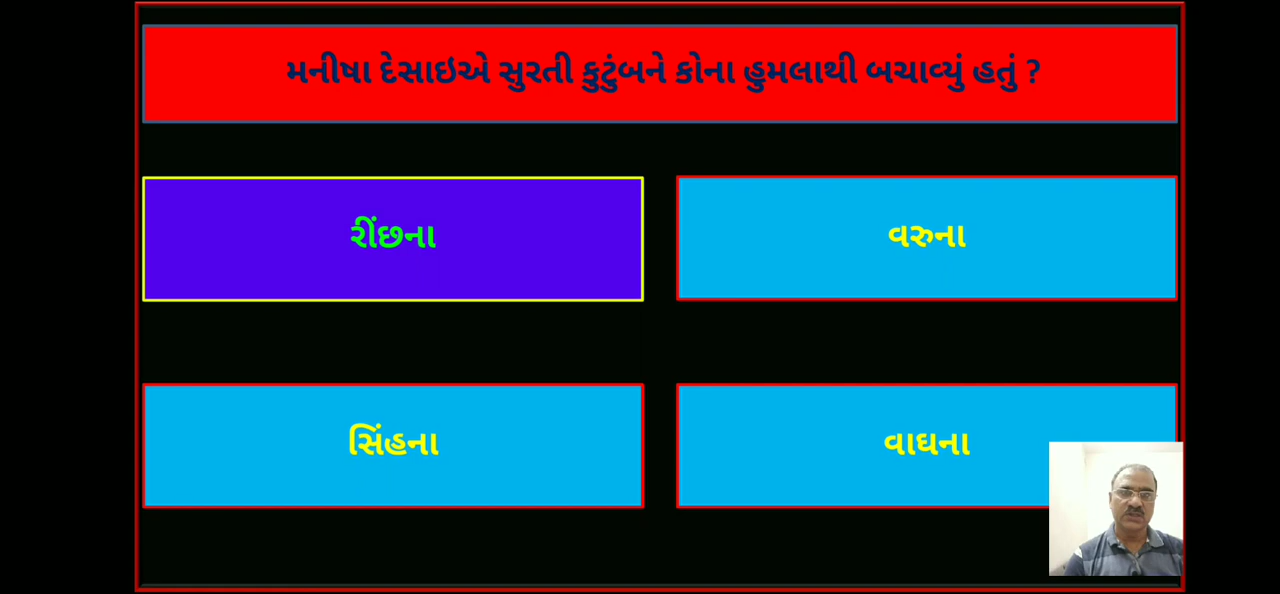 મનીષા દેસાઇએ સુરતી કુટુંબને કોના હુમલાથી બચાવ્યું હતું ?
રીંછના
વરુના
સિંહના
વાઘના